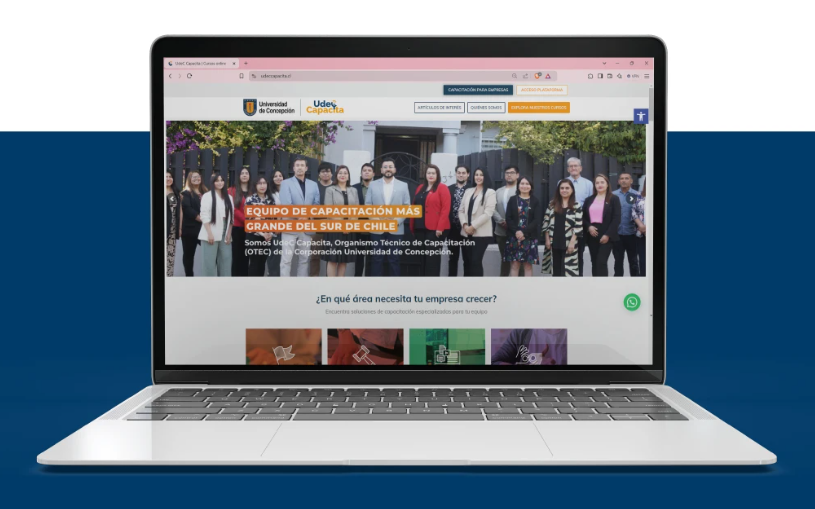 UdeC Capacita | Cursos online
udeccapacita.cl
CAPACITACIÓN PARA EMPRESAS
ACCESO PLATAFORMA
Universidad
de Concepción
UdeC
Capacita
ARTÍCULOS DE INTERÉS
QUIÉNES SOMOS
EXPLORA NUESTROS CURSOS
EQUIPO DE CAPACITACIÓN MÁS
GRANDE DEL SUR DE CHILE
Somos UdeC Capacita, Organismo Técnico de Capacitación
(OTEC) de la Corporación Universidad de Concepción.
¿En qué área necesita tu empresa crecer?
Encuentra soluciones de capacitación especializadas para tu equipo